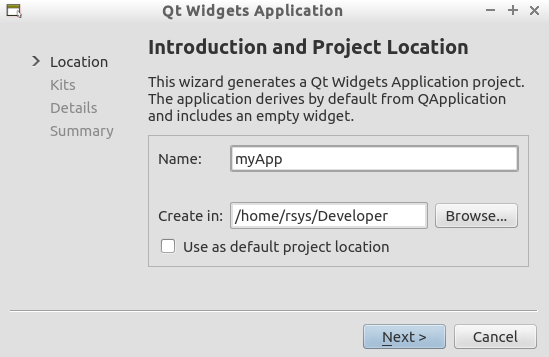 Qt Widgets Application
Introduction and Project Location
Location
Kits
Details
Summary
This wizard generates a Qt Widgets Application project.
The application derives by default from QApplication
and includes an empty widget.
Name: myApp
Create in: /home/rsys/Developer Browse...
Use as default project location
Next > Cancel